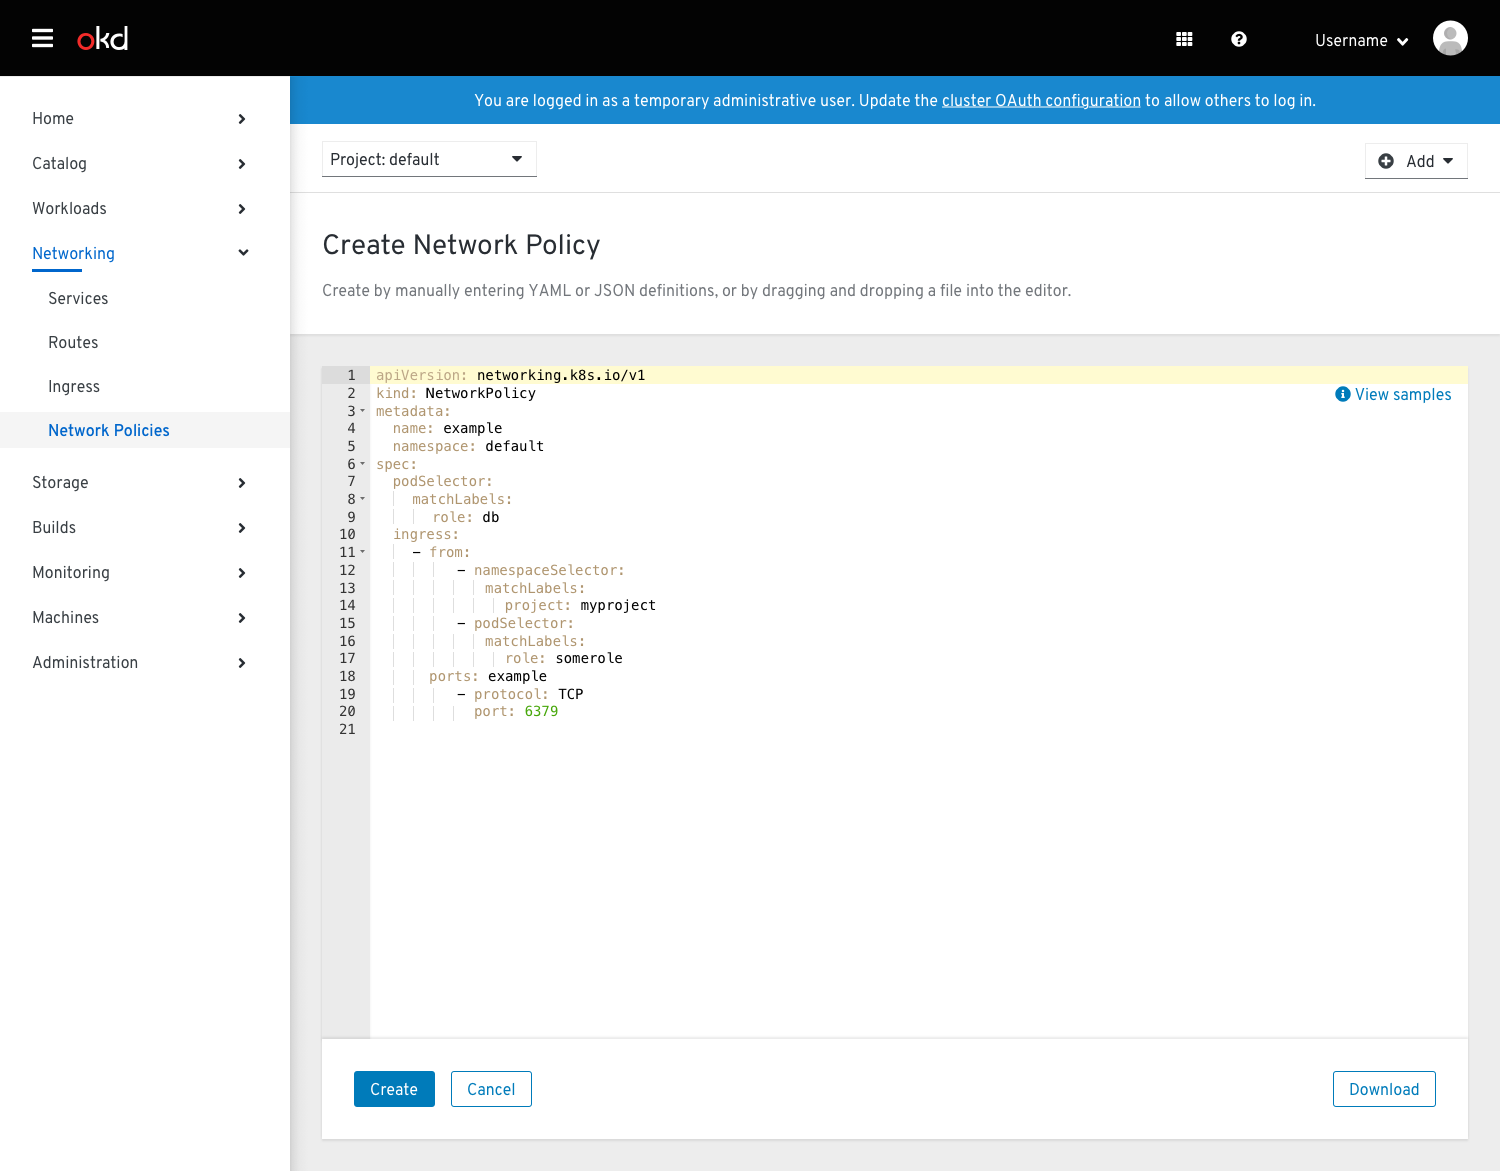 okd
Username
You are logged in as a temporary administrative user. Update the cluster OAuth configuration to allow others to log in.
Home
Catalog
Workloads
Networking
Services
Routes
Ingress
Network Policies
Storage
Builds
Monitoring
Machines
Administration
Project: default
Add
Create Network Policy
Create by manually entering YAML or JSON definitions, or by dragging and dropping a file into the editor.
View samples
1 apiVersion: networking.k8s.io/v1
2 kind: NetworkPolicy
3 metadata:
4   name: example
5   namespace: default
6 spec:
7   podSelector:
8     matchLabels:
9       role: db
10   ingress:
11     - from:
12         - namespaceSelector:
13             matchLabels:
14               project: myproject
15         - podSelector:
16             matchLabels:
17               role: somerole
18       ports: example
19         - protocol: TCP
20           port: 6379
21
Create
Cancel
Download